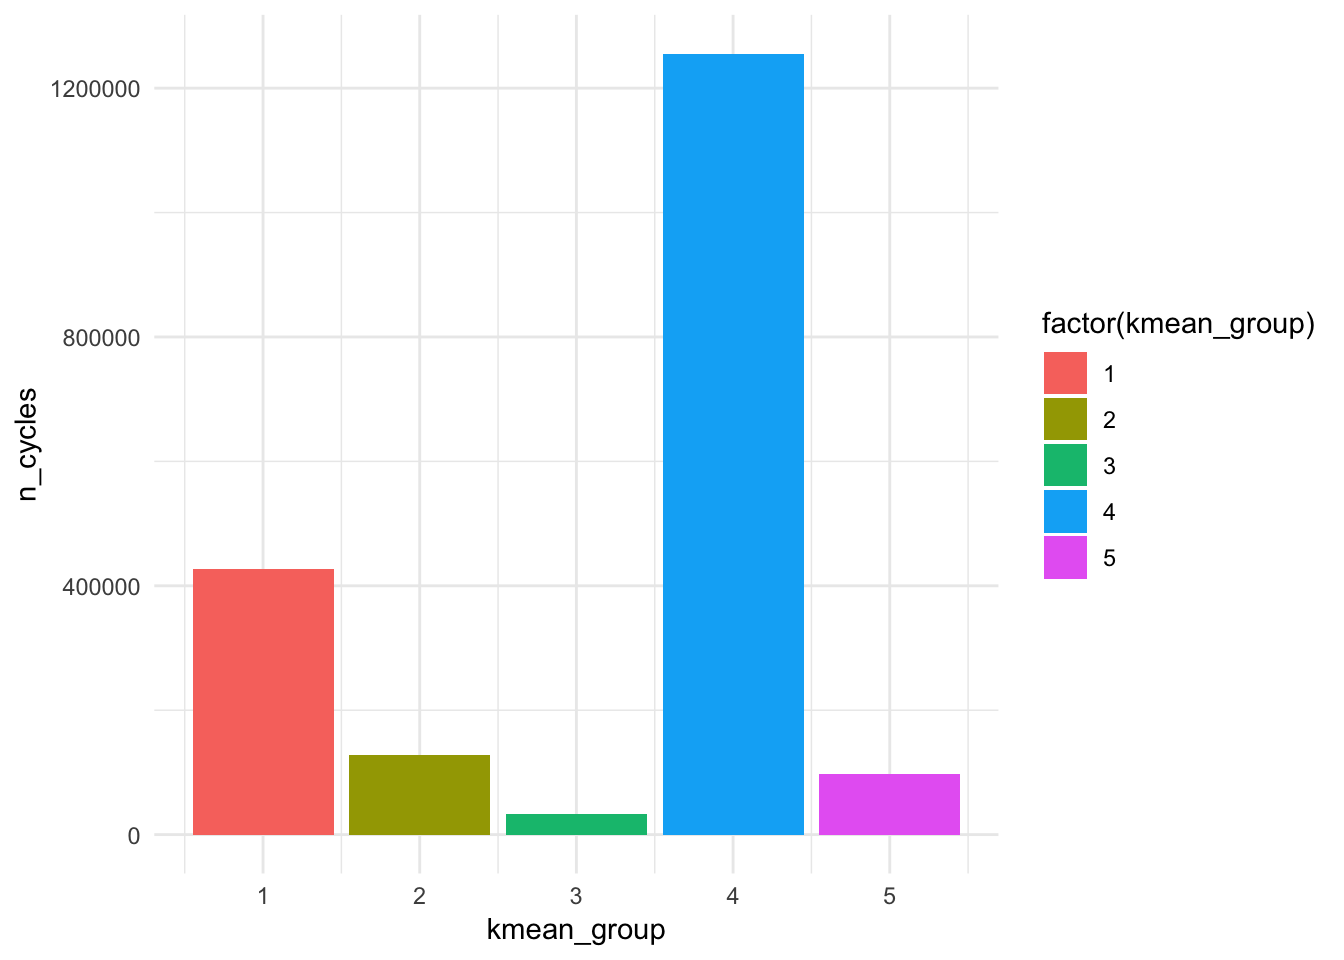 1200000
800000
400000
0
n_cycles
1 2 3 4 5
kmean_group
factor(kmean_group)
1
2
3
4
5